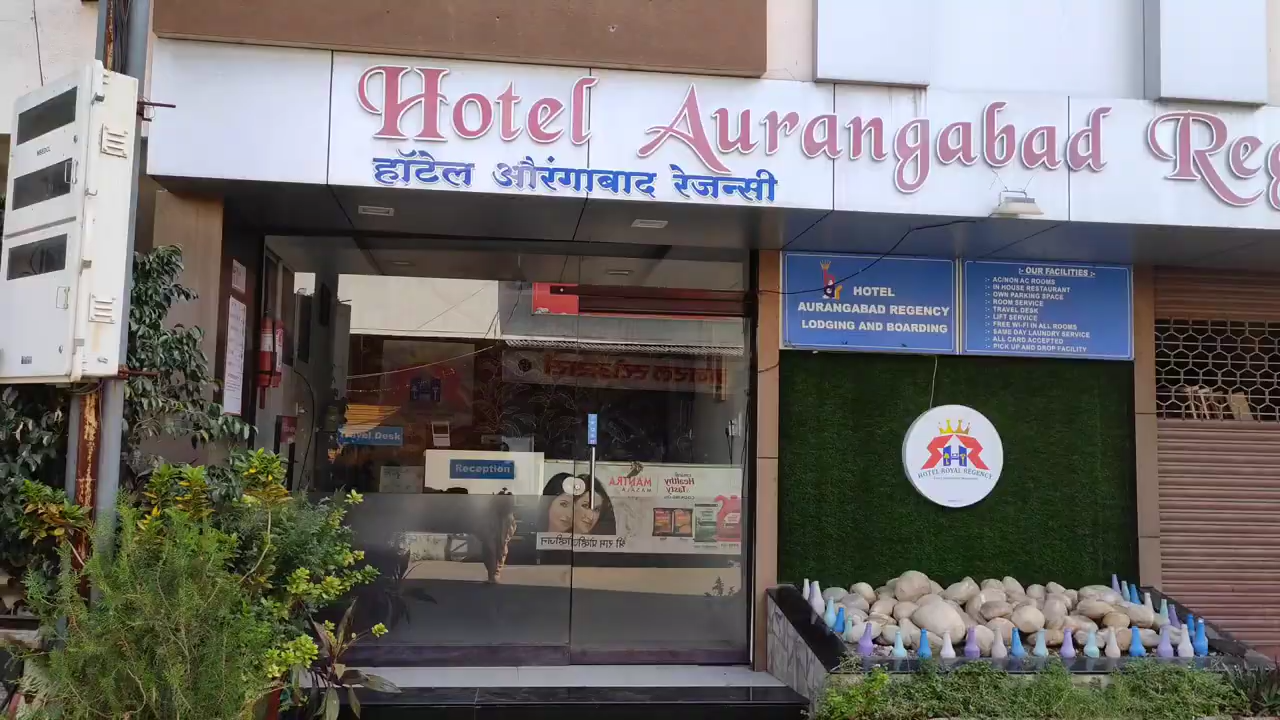 Hotel Aurangabad Reg
हॉटेल औरंगाबाद रेजन्सी
HOTEL
AURANGABAD REGENCY
LODGING AND BOARDING
:- OUR FACILITIES :-
:- AC/NON AC ROOMS
:- IN HOUSE RESTAURANT
:- OWN PARKING SPACE
:- ROOM SERVICE
:- TRAVEL DESK
:- LIFT SERVICE
:- FREE WI-FI IN ALL ROOMS
:- SAME DAY LAUNDRY SERVICE
:- ALL CARS ACCEPTED
:- PICK UP AND DROP FACILITY
HOTEL ROYAL REGENCY
Travel Desk
Reception
Healthy
Tasty
MANTRA
MASALA